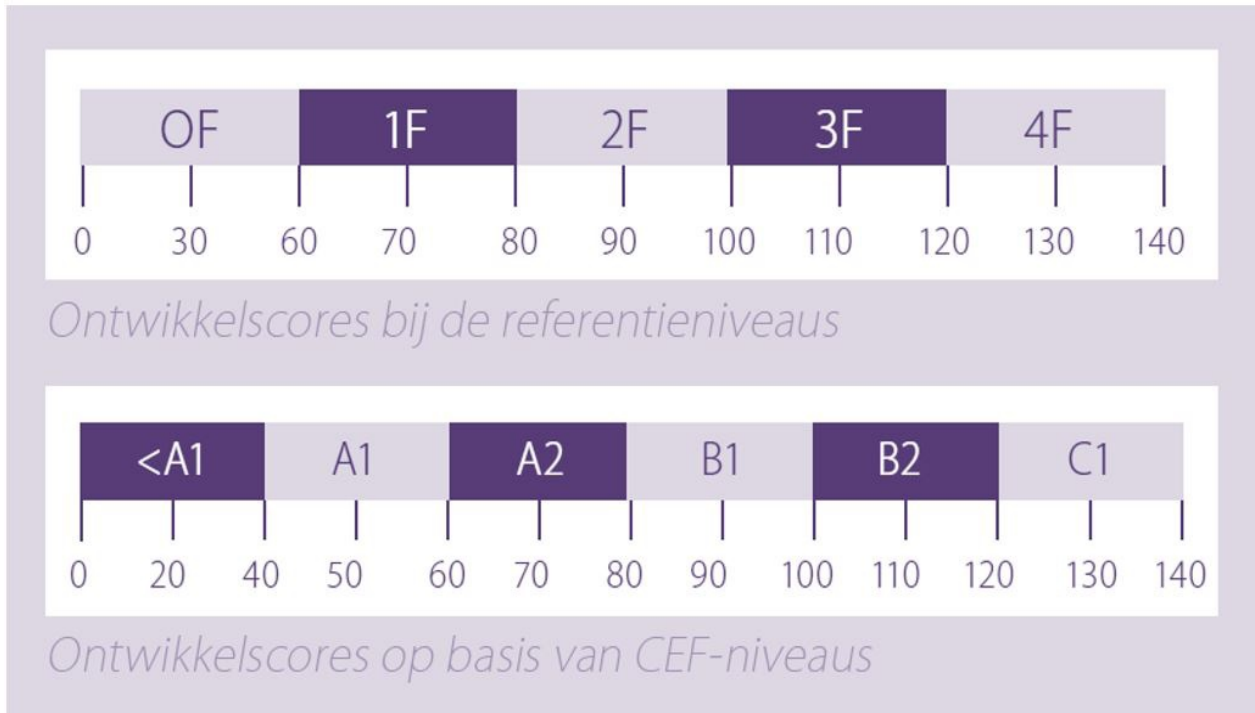 OF 1F 2F 3F 4F
0 30 60 70 80 90 100 110 120 130 140
Ontwikkelscores bij de referentieniveaus
<A1 A1 A2 B1 B2 C1
0 20 40 50 60 70 80 90 100 110 120 130 140
Ontwikkelscores op basis van CEF-niveaus